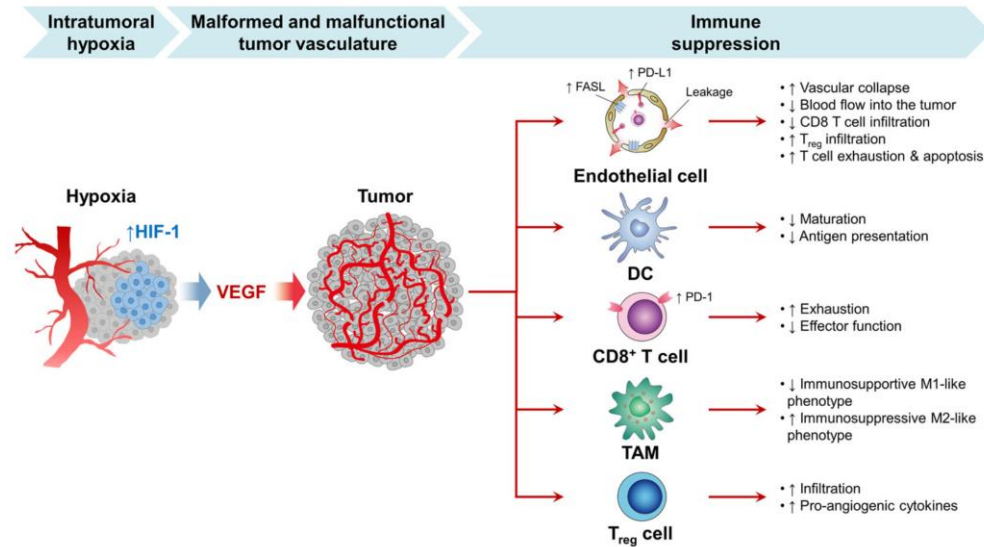 Intratumoral
hypoxia
Malformed and malfunctional
tumor vasculature
Immune
suppression
Hypoxia
↑HIF-1
VEGF
Tumor
↑ PD-L1
↑ FASL
Leakage
Endothelial cell
• ↑ Vascular collapse
• ↓ Blood flow into the tumor
• ↓ CD8 T cell infiltration
• ↑ Treg infiltration
• ↑ T cell exhaustion & apoptosis
DC
• ↓ Maturation
• ↓ Antigen presentation
↑ PD-1
CD8⁺ T cell
• ↑ Exhaustion
• ↓ Effector function
TAM
• ↓ Immunosupportive M1-like
phenotype
• ↑ Immunosuppressive M2-like
phenotype
Treg cell
• ↑ Infiltration
• ↑ Pro-angiogenic cytokines